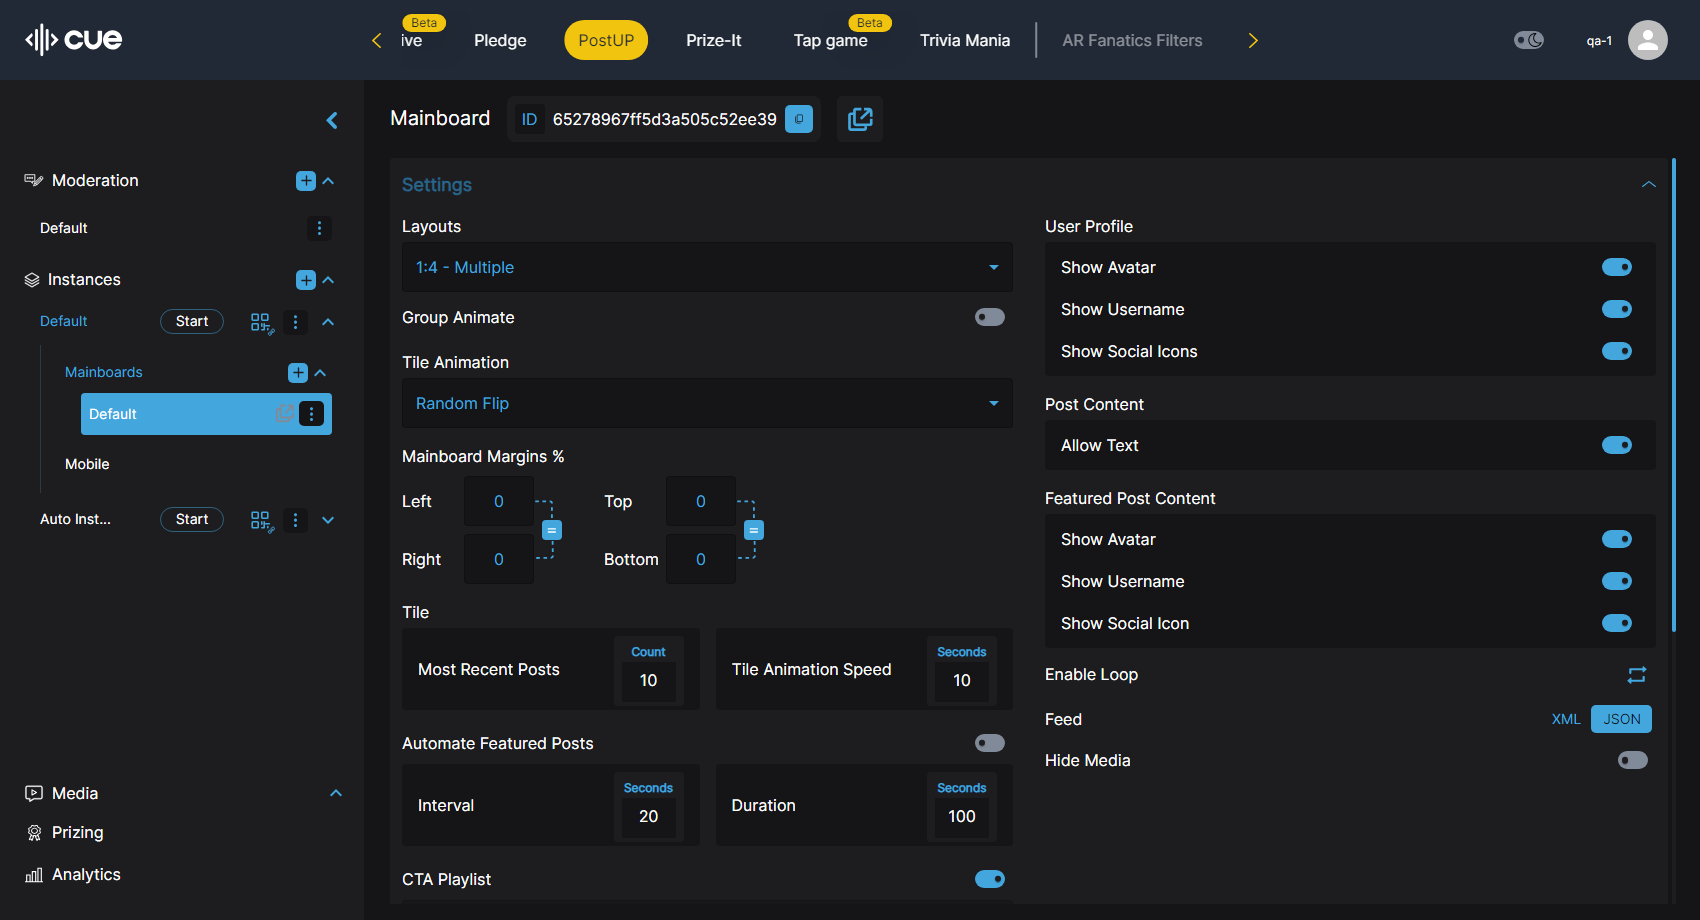 cue
Beta
ive
Pledge
PostUP
Prize-It
Beta
Tap game
Trivia Mania
AR Fanatics Filters
qa-1
Mainboard
ID
65278967ff5d3a505c52ee39
Moderation
Default
Instances
Default
Start
Mainboards
Default
Mobile
Auto Inst...
Start
Media
Prizing
Analytics
Settings
Layouts
1:4 - Multiple
Group Animate
Tile Animation
Random Flip
Mainboard Margins %
Left
0
Top
0
Right
0
Bottom
0
Tile
Most Recent Posts
Count
10
Tile Animation Speed
Seconds
10
Automate Featured Posts
Interval
Seconds
20
Duration
Seconds
100
CTA Playlist
User Profile
Show Avatar
Show Username
Show Social Icons
Post Content
Allow Text
Featured Post Content
Show Avatar
Show Username
Show Social Icon
Enable Loop
Feed
XML
JSON
Hide Media